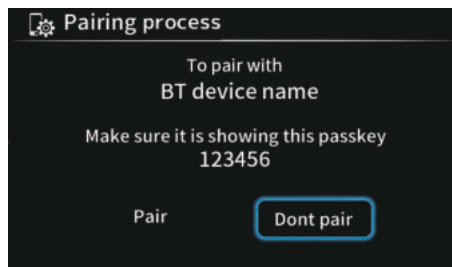 Pairing process
To pair with
BT device name
Make sure it is showing this passkey
123456
Pair Dont pair